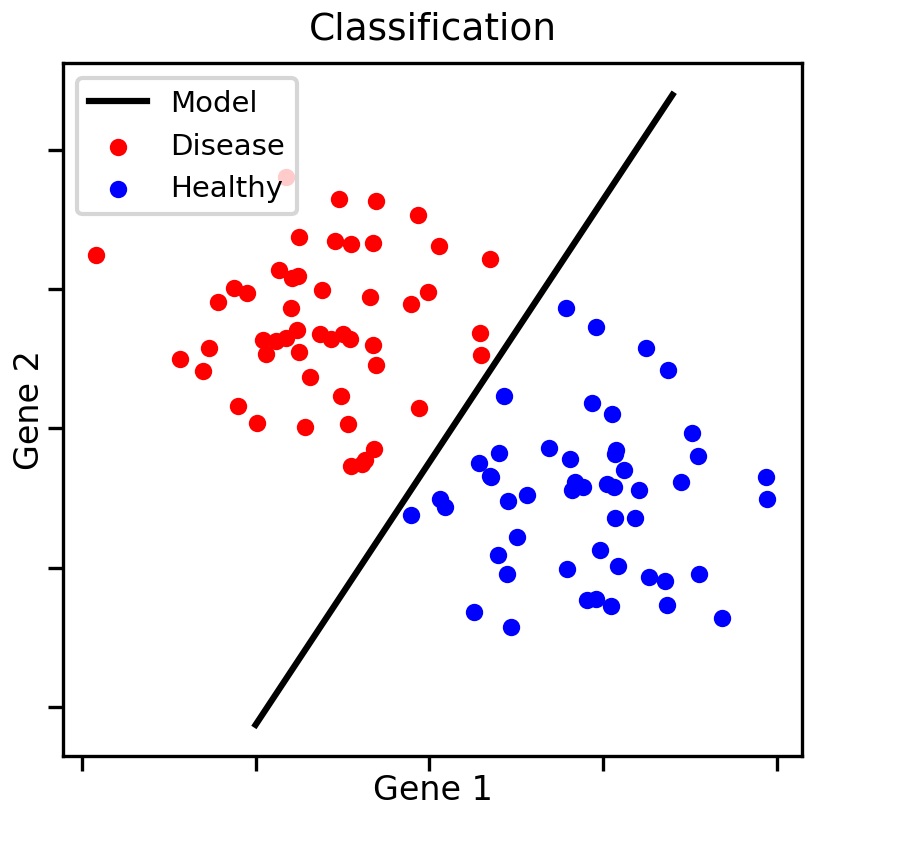 Classification
Model
Disease
Healthy
Gene 2
Gene 1